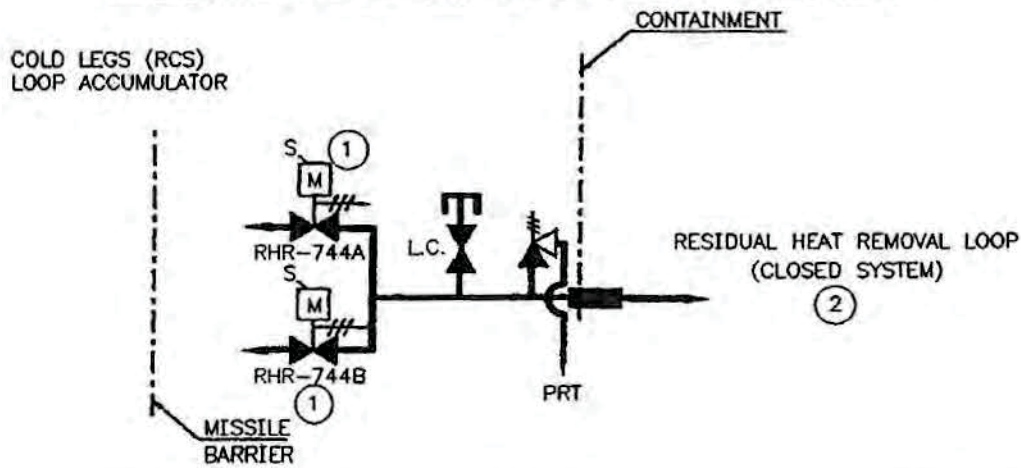 CONTAINMENT
COLD LEGS (RCS)
LOOP ACCUMULATOR
S
1
M
RHR-744A
L.C.
RESIDUAL HEAT REMOVAL LOOP
(CLOSED SYSTEM)
2
S
M
RHR-744B
1
PRT
MISSILE
BARRIER